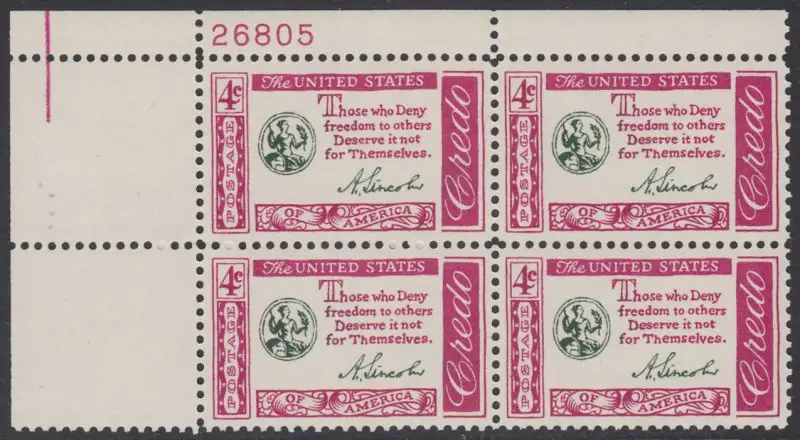 26805
The UNITED STATES
4c
POSTAGE
Those who Deny
freedom to others
Deserve it not
for Themselves.
A. Lincoln
OF AMERICA
Credo
The UNITED STATES
4c
POSTAGE
Those who Deny
freedom to others
Deserve it not
for Themselves.
A. Lincoln
OF AMERICA
Credo
The UNITED STATES
4c
POSTAGE
Those who Deny
freedom to others
Deserve it not
for Themselves.
A. Lincoln
OF AMERICA
Credo
The UNITED STATES
4c
POSTAGE
Those who Deny
freedom to others
Deserve it not
for Themselves.
A. Lincoln
OF AMERICA
Credo